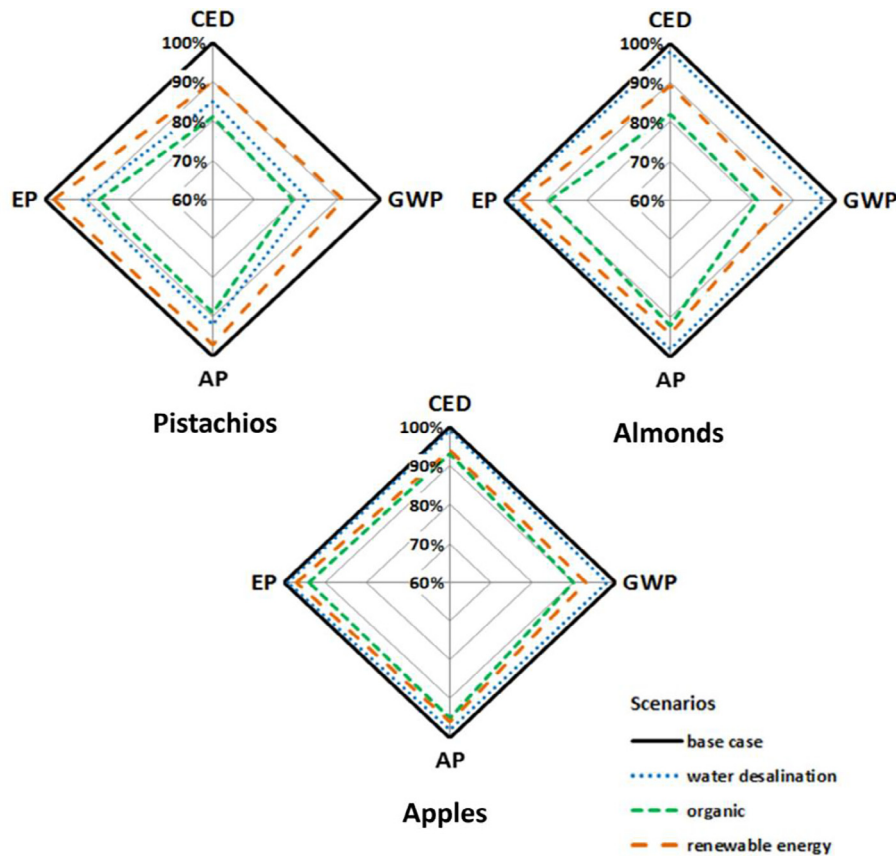 CED
100%
90%
80%
70%
60%
EP
GWP
AP
Pistachios
CED
100%
90%
80%
70%
60%
EP
GWP
AP
Almonds
CED
100%
90%
80%
70%
60%
EP
GWP
AP
Apples
Scenarios
base case
water desalination
organic
renewable energy